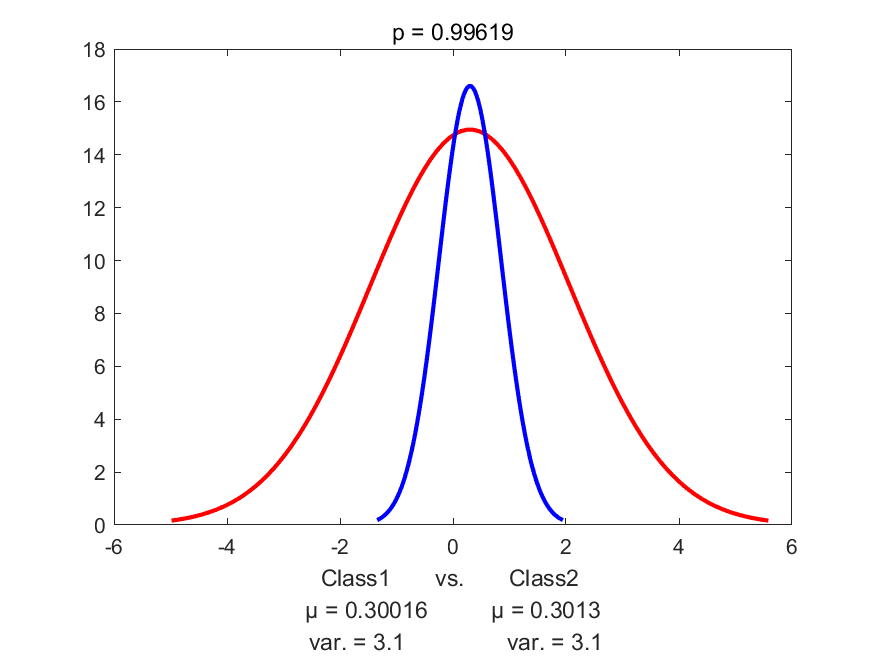 p = 0.99619
18
16
14
12
10
8
6
4
2
0
-6 -4 -2 0 2 4 6
Class1 vs. Class2
μ = 0.30016 μ = 0.3013
var. = 3.1 var. = 3.1